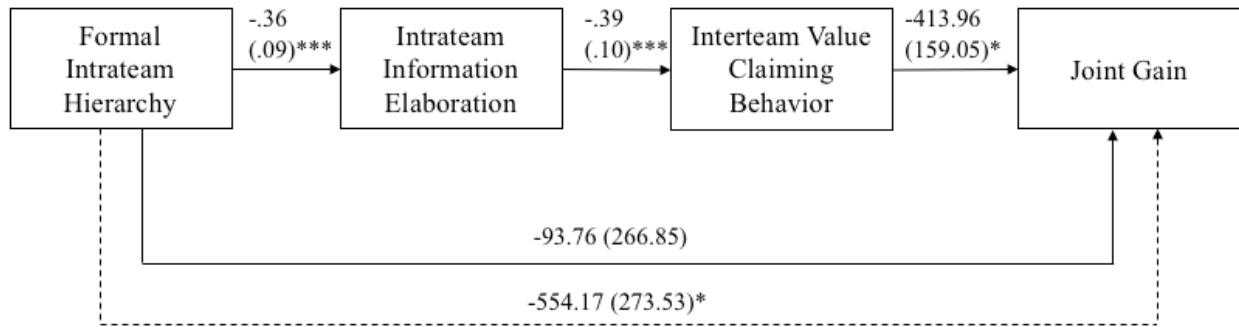 Formal
Intrateam
Hierarchy
-.36
(.09)***
Intrateam
Information
Elaboration
-.39
(.10)***
Interteam Value
Claiming
Behavior
-413.96
(159.05)*
Joint Gain
-93.76 (266.85)
-554.17 (273.53)*